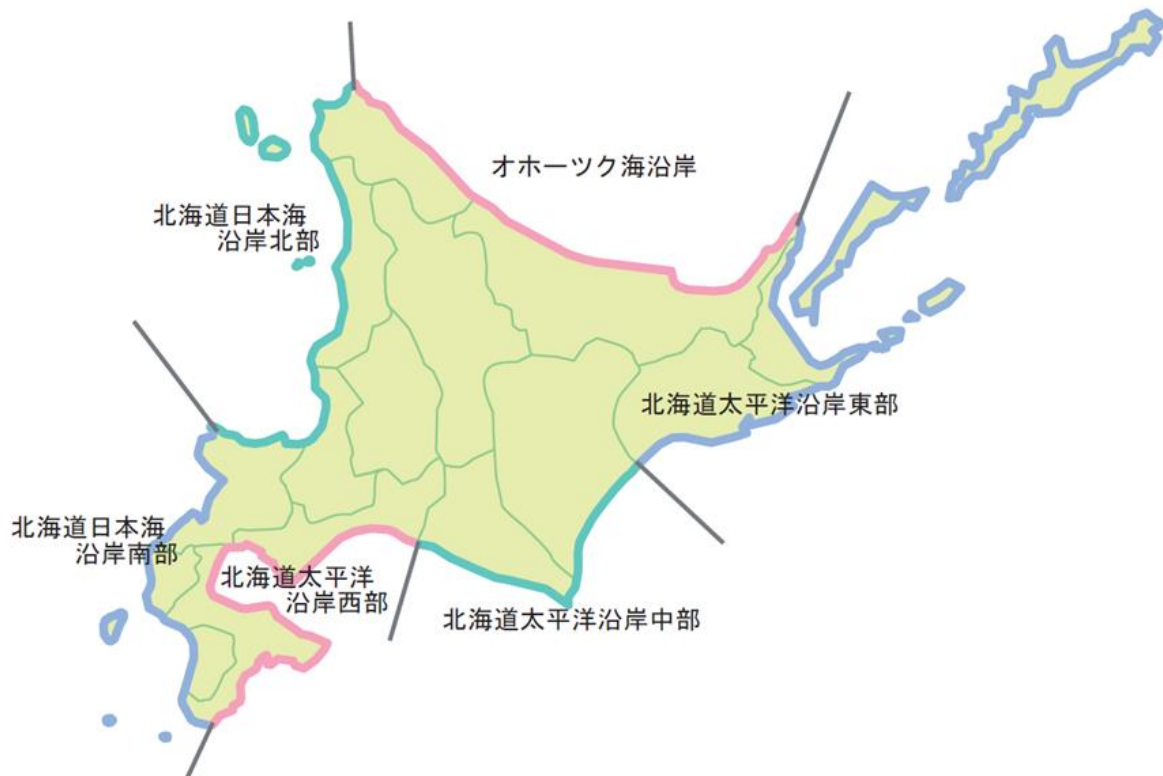 オホーツク海沿岸
北海道日本海
沿岸北部
北海道太平洋沿岸東部
北海道日本海
沿岸南部
北海道太平洋
沿岸西部
北海道太平洋沿岸中部